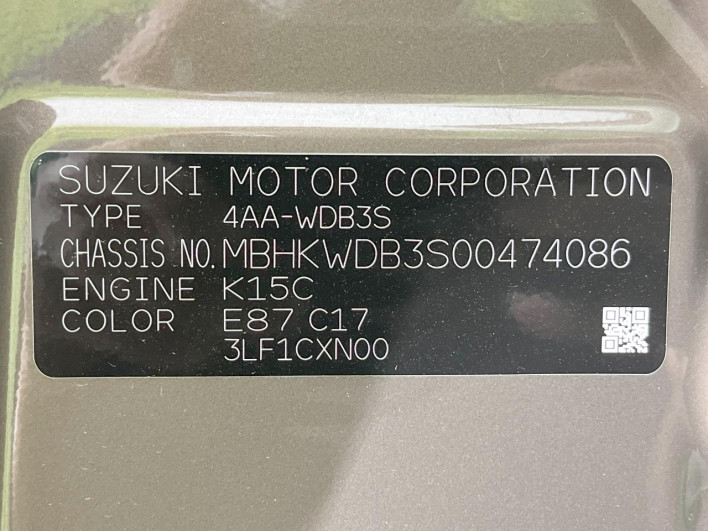 SUZUKI MOTOR CORPORATION
TYPE 4AA-WDB3S
CHASSIS NO. MBHKWDB3S00474086
ENGINE K15C
COLOR E87 C17
3LF1CXN00